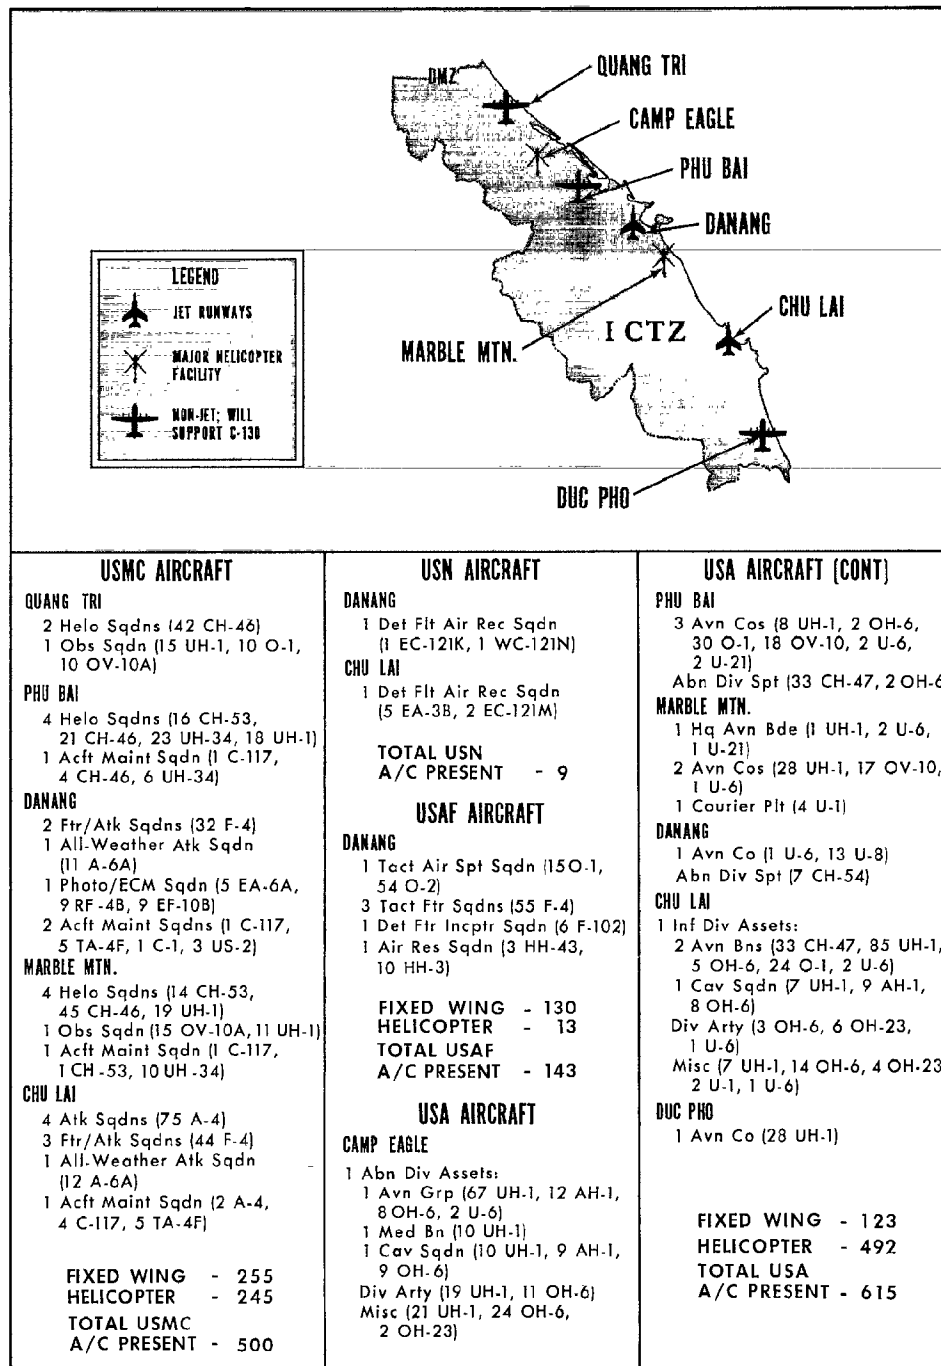 DMZ
QUANG TRI
CAMP EAGLE
PHU BAI
DANANG
CHU LAI
MARBLE MTN.
I CTZ
DUC PHO
LEGEND
JET RUNWAYS
MAJOR HELICOPTER
FACILITY
NON-JET; WILL
SUPPORT C-130
USMC AIRCRAFT
QUANG TRI
2 Helo Sqdns (42 CH-46)
1 Obs Sqdn (15 UH-1, 10 O-1,
10 OV-10A)
PHU BAI
4 Helo Sqdns (16 CH-53,
21 CH-46, 23 UH-34, 18 UH-1)
1 Acft Maint Sqdn (1 C-117,
4 CH-46, 6 UH-34)
DANANG
2 Ftr/Atk Sqdns (32 F-4)
1 All-Weather Atk Sqdn
(11 A-6A)
1 Photo/ECM Sqdn (5 EA-6A,
9 RF-4B, 9 EF-10B)
2 Acft Maint Sqdns (1 C-117,
5 TA-4F, 1 C-1, 3 US-2)
MARBLE MTN.
4 Helo Sqdns (14 CH-53,
45 CH-46, 19 UH-1)
1 Obs Sqdn (15 OV-10A, 11 UH-1)
1 Acft Maint Sqdn (1 C-117,
1 CH-53, 10 UH-34)
CHU LAI
4 Atk Sqdns (75 A-4)
3 Ftr/Atk Sqdns (44 F-4)
1 All-Weather Atk Sqdn
(12 A-6A)
1 Acft Maint Sqdn (2 A-4,
4 C-117, 5 TA-4F)
FIXED WING - 255
HELICOPTER - 245
TOTAL USMC
A/C PRESENT - 500
USN AIRCRAFT
DANANG
1 Det Flt Air Rec Sqdn
(1 EC-121K, 1 WC-121N)
CHU LAI
1 Det Flt Air Rec Sqdn
(5 EA-3B, 2 EC-121M)
TOTAL USN
A/C PRESENT - 9
USAF AIRCRAFT
DANANG
1 Tact Air Spt Sqdn (15O-1,
54 O-2)
3 Tact Ftr Sqdns (55 F-4)
1 Det Ftr Incptr Sqdn (6 F-102)
1 Air Res Sqdn (3 HH-43,
10 HH-3)
FIXED WING - 130
HELICOPTER - 13
TOTAL USAF
A/C PRESENT - 143
USA AIRCRAFT
CAMP EAGLE
1 Abn Div Assets:
1 Avn Grp (67 UH-1, 12 AH-1,
8 OH-6, 2 U-6)
1 Med Bn (10 UH-1)
1 Cav Sqdn (10 UH-1, 9 AH-1,
9 OH-6)
Div Arty (19 UH-1, 11 OH-6)
Misc (21 UH-1, 24 OH-6,
2 OH-23)
USA AIRCRAFT (CONT)
PHU BAI
3 Avn Cos (8 UH-1, 2 OH-6,
30 O-1, 18 OV-10, 2 U-6,
2 U-21)
Abn Div Spt (33 CH-47, 2 OH-6
MARBLE MTN.
1 Hq Avn Bde (1 UH-1, 2 U-6,
1 U-21)
2 Avn Cos (28 UH-1, 17 OV-10,
1 U-6)
1 Courier Plt (4 U-1)
DANANG
1 Avn Co (1 U-6, 13 U-8)
Abn Div Spt (7 CH-54)
CHU LAI
1 Inf Div Assets:
2 Avn Bns (33 CH-47, 85 UH-1,
5 OH-6, 24 O-1, 2 U-6)
1 Cav Sqdn (7 UH-1, 9 AH-1,
8 OH-6)
Div Arty (3 OH-6, 6 OH-23,
1 U-6)
Misc (7 UH-1, 14 OH-6, 4 OH-23
2 U-1, 1 U-6)
DUC PHO
1 Avn Co (28 UH-1)
FIXED WING - 123
HELICOPTER - 492
TOTAL USA
A/C PRESENT - 615